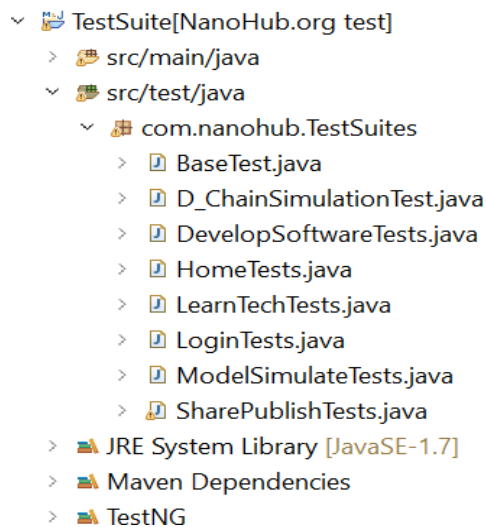 TestSuite[NanoHub.org test]
src/main/java
src/test/java
com.nanohub.TestSuites
BaseTest.java
D_ChainSimulationTest.java
DevelopSoftwareTests.java
HomeTests.java
LearnTechTests.java
LoginTests.java
ModelSimulateTests.java
SharePublishTests.java
JRE System Library [JavaSE-1.7]
Maven Dependencies
TestNG